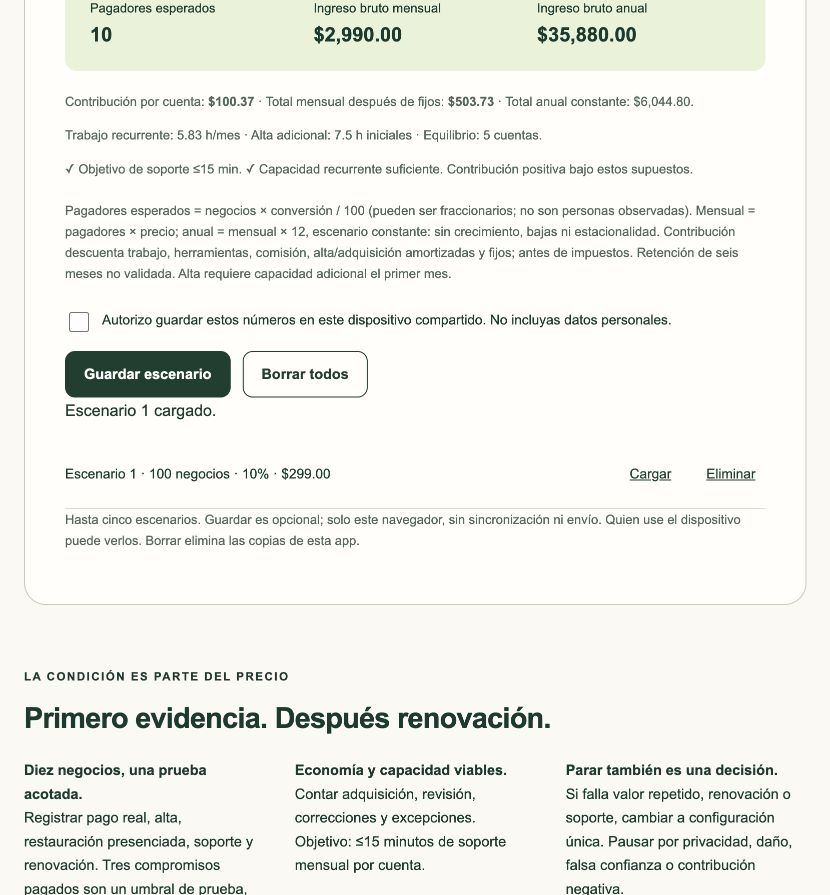 Pagadores esperados Ingreso bruto mensual Ingreso bruto anual
10 $2,990.00 $35,880.00
Contribución por cuenta: $100.37 · Total mensual después de fijos: $503.73 · Total anual constante: $6,044.80.
Trabajo recurrente: 5.83 h/mes · Alta adicional: 7.5 h iniciales · Equilibrio: 5 cuentas.
✓ Objetivo de soporte ≤15 min. ✓ Capacidad recurrente suficiente. Contribución positiva bajo estos supuestos.
Pagadores esperados = negocios × conversión / 100 (pueden ser fraccionarios; no son personas observadas). Mensual =
pagadores × precio; anual = mensual × 12, escenario constante: sin crecimiento, bajas ni estacionalidad. Contribución
descuenta trabajo, herramientas, comisión, alta/adquisición amortizadas y fijos; antes de impuestos. Retención de seis
meses no validada. Alta requiere capacidad adicional el primer mes.
Autorizo guardar estos números en este dispositivo compartido. No incluyas datos personales.
Guardar escenario Borrar todos
Escenario 1 cargado.
Escenario 1 · 100 negocios · 10% · $299.00 Cargar Eliminar
Hasta cinco escenarios. Guardar es opcional; solo este navegador, sin sincronización ni envío. Quien use el dispositivo
puede verlos. Borrar elimina las copias de esta app.
LA CONDICIÓN ES PARTE DEL PRECIO
Primero evidencia. Después renovación.
Diez negocios, una prueba
acotada.
Registrar pago real, alta,
restauración presenciada, soporte y
renovación. Tres compromisos
pagados son un umbral de prueba,
Economía y capacidad viables.
Contar adquisición, revisión,
correcciones y excepciones.
Objetivo: ≤15 minutos de soporte
mensual por cuenta.
Parar también es una decisión.
Si falla valor repetido, renovación o
soporte, cambiar a configuración
única. Pausar por privacidad, daño,
falsa confianza o contribución
negativa.